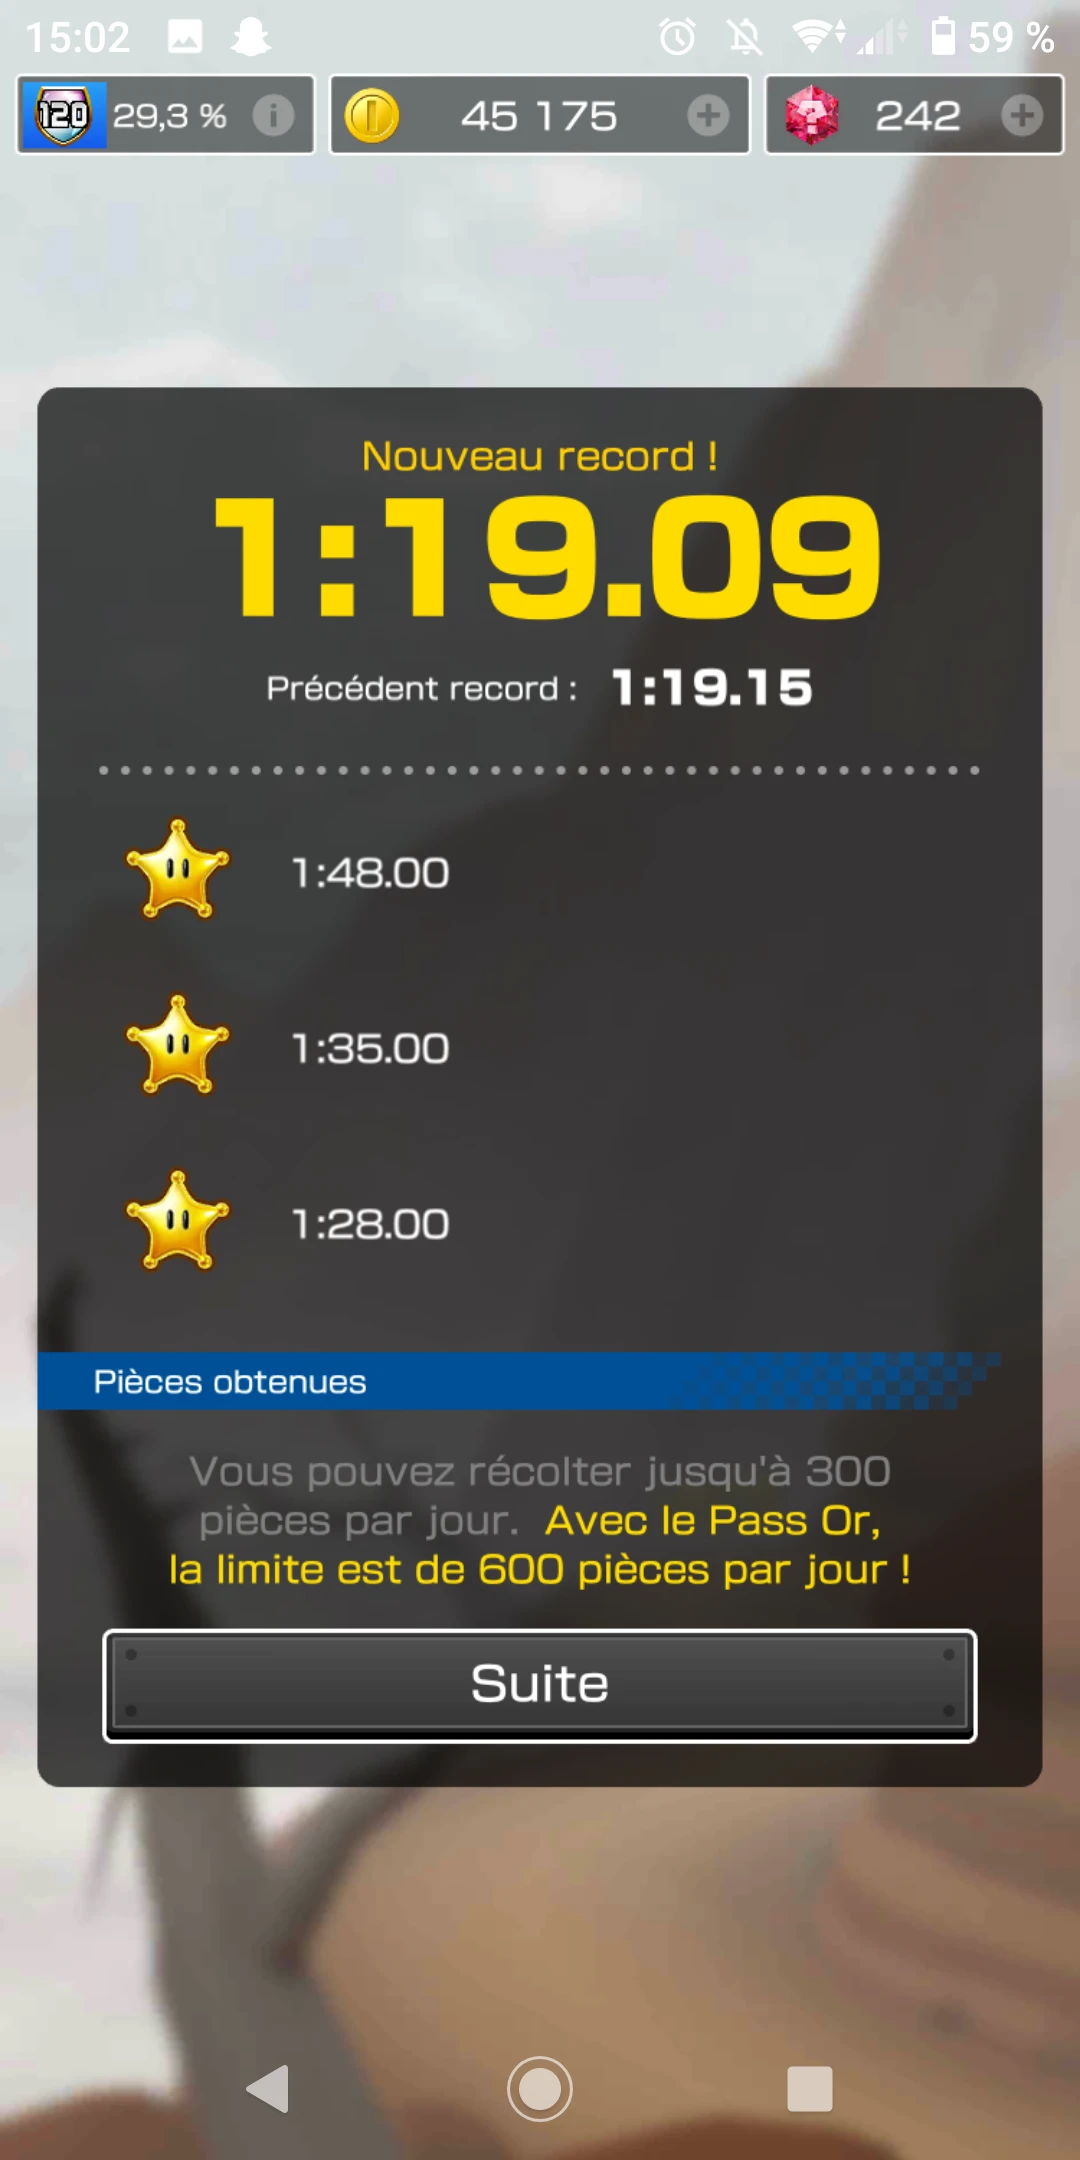 15:02 59 %
120 29,3 % i 45 175 + 242 +
Nouveau record !
1:19.09
Précédent record : 1:19.15
1:48.00
1:35.00
1:28.00
Pièces obtenues
Vous pouvez récolter jusqu'à 300
pièces par jour. Avec le Pass Or,
la limite est de 600 pièces par jour !
Suite